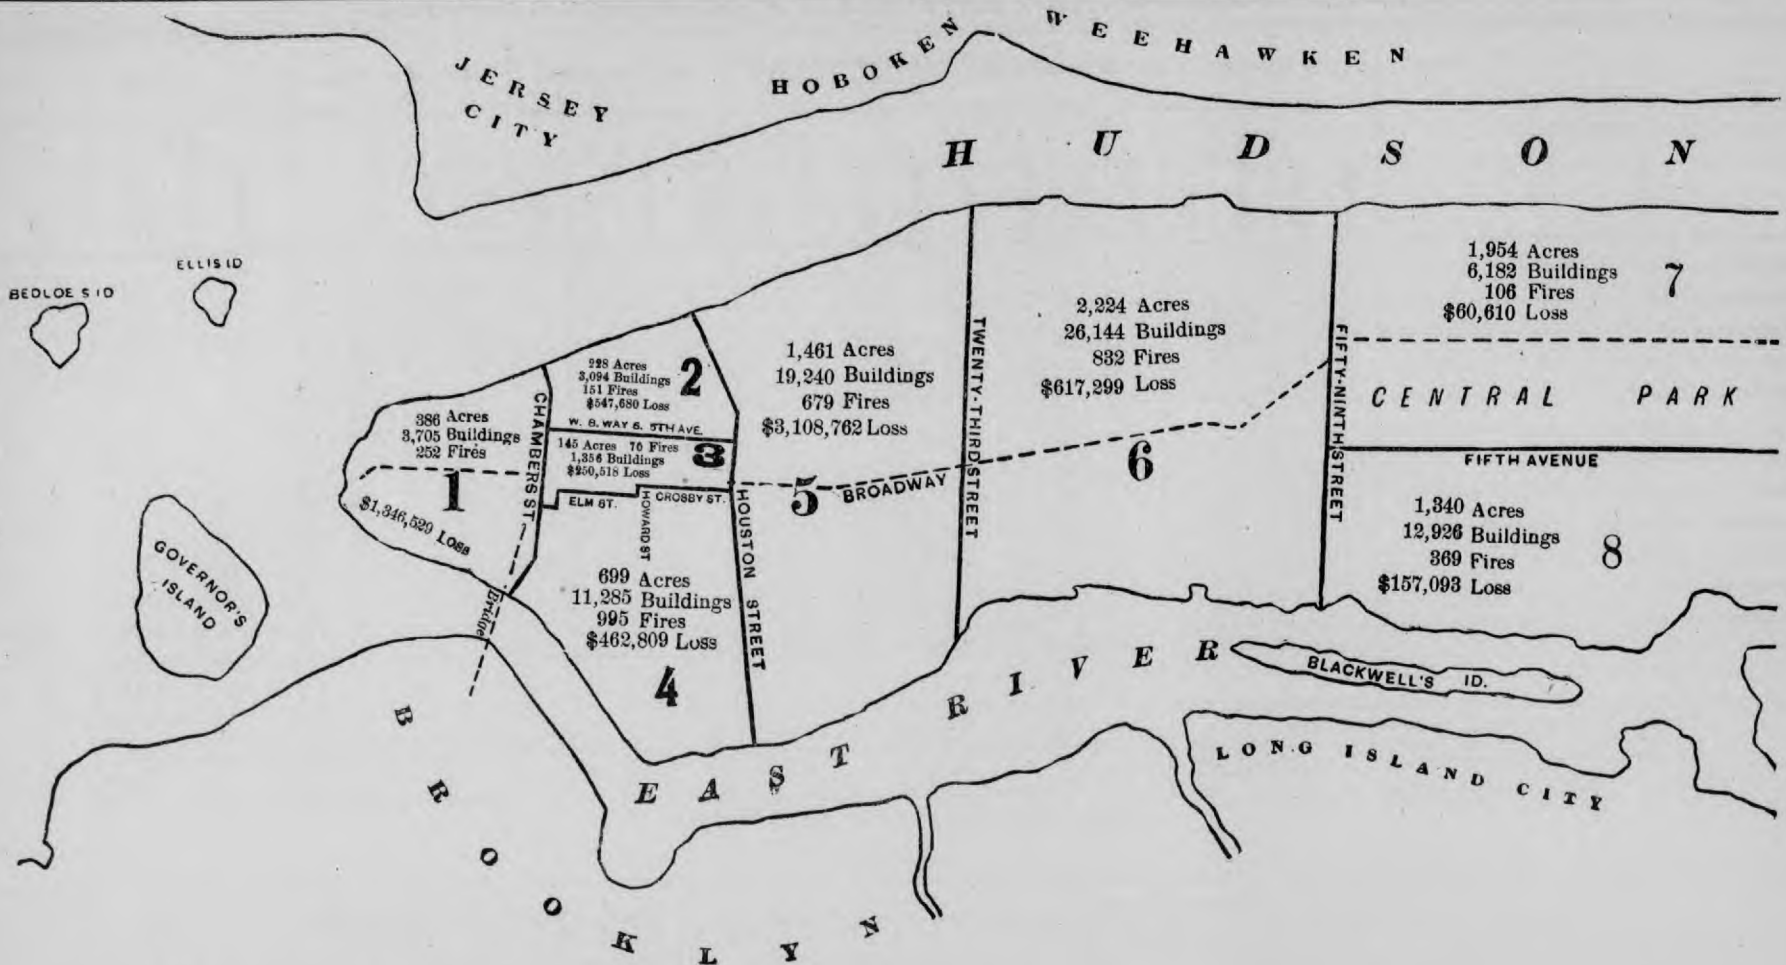 JERSEY
CITY
HOBOKEN
WEEHAWKEN
HUDSON
BEDLOE S ID
ELLIS ID
GOVERNOR'S
ISLAND
386 Acres
3,705 Buildings
252 Fires
1
$1,346,529 Loss
CHAMBERS ST.
Bridge
228 Acres
3,094 Buildings
151 Fires
$547,680 Loss
2
W. B. WAY & 5TH AVE.
145 Acres 70 Fires
1,356 Buildings
$250,518 Loss
3
ELM ST.
HOWARD ST
CROSBY ST.
699 Acres
11,285 Buildings
995 Fires
$462,809 Loss
4
HOUSTON STREET
1,461 Acres
19,240 Buildings
679 Fires
$3,108,762 Loss
5
BROADWAY
TWENTY-THIRD STREET
2,224 Acres
26,144 Buildings
832 Fires
$617,299 Loss
6
FIFTY-NINTH STREET
1,954 Acres
6,182 Buildings
106 Fires
$60,610 Loss
7
CENTRAL PARK
FIFTH AVENUE
1,340 Acres
12,926 Buildings
369 Fires
$157,093 Loss
8
EAST RIVER
BLACKWELL'S ID.
LONG ISLAND CITY
BROOKLYN